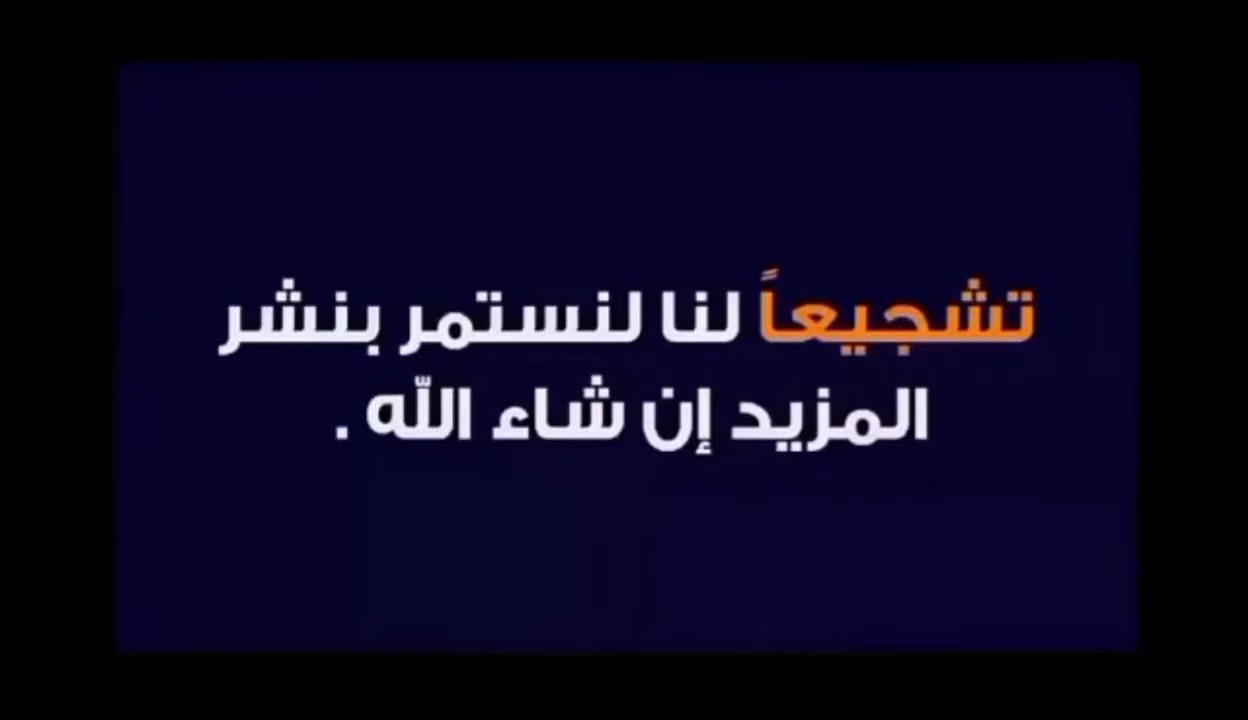 تشجيعاً لنا لنستمر بنشر
المزيد إن شاء الله .